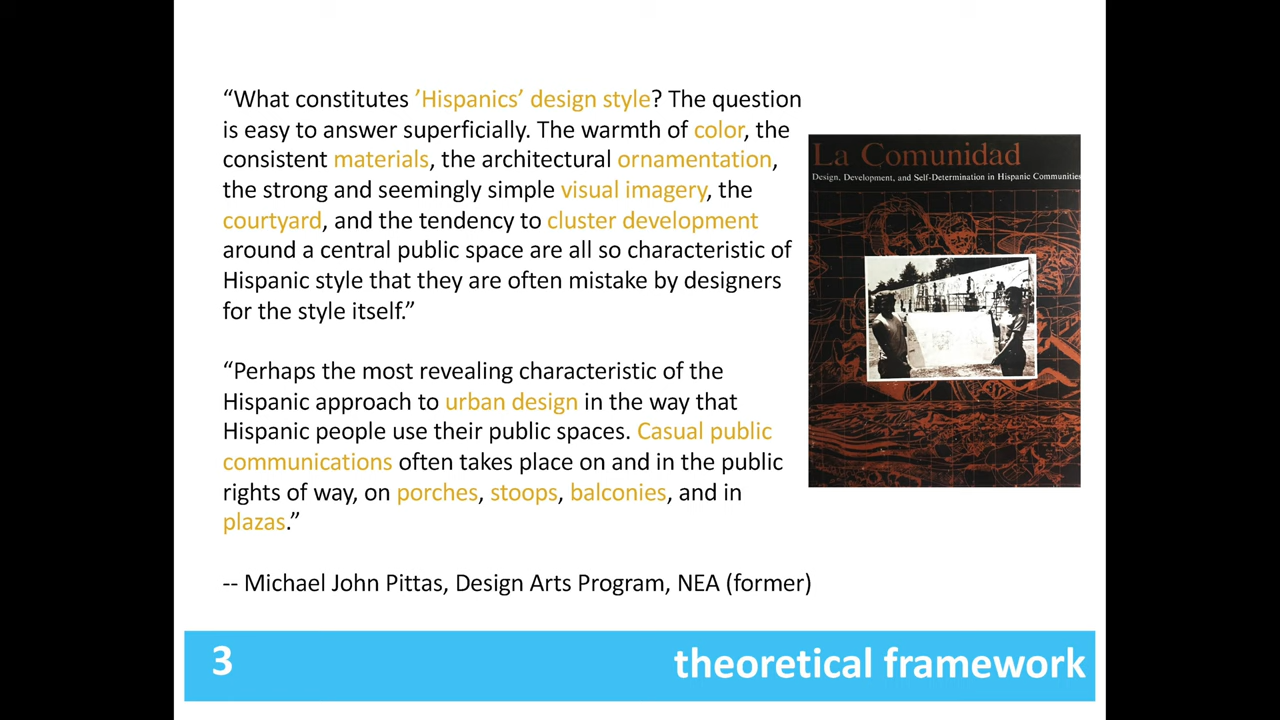 “What constitutes ’Hispanics’ design style? The question
is easy to answer superficially. The warmth of color, the
consistent materials, the architectural ornamentation,
the strong and seemingly simple visual imagery, the
courtyard, and the tendency to cluster development
around a central public space are all so characteristic of
Hispanic style that they are often mistake by designers
for the style itself.”
“Perhaps the most revealing characteristic of the
Hispanic approach to urban design in the way that
Hispanic people use their public spaces. Casual public
communications often takes place on and in the public
rights of way, on porches, stoops, balconies, and in
plazas.”
-- Michael John Pittas, Design Arts Program, NEA (former)
La Comunidad
Design, Development, and Self-Determination in Hispanic Communities
3
theoretical framework